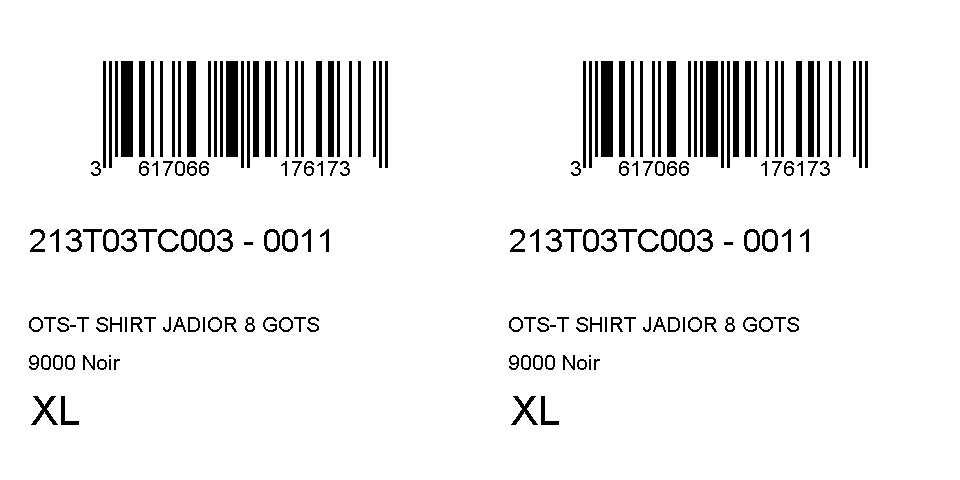 3 617066 176173
213T03TC003 - 0011
OTS-T SHIRT JADIOR 8 GOTS
9000 Noir
XL
3 617066 176173
213T03TC003 - 0011
OTS-T SHIRT JADIOR 8 GOTS
9000 Noir
XL